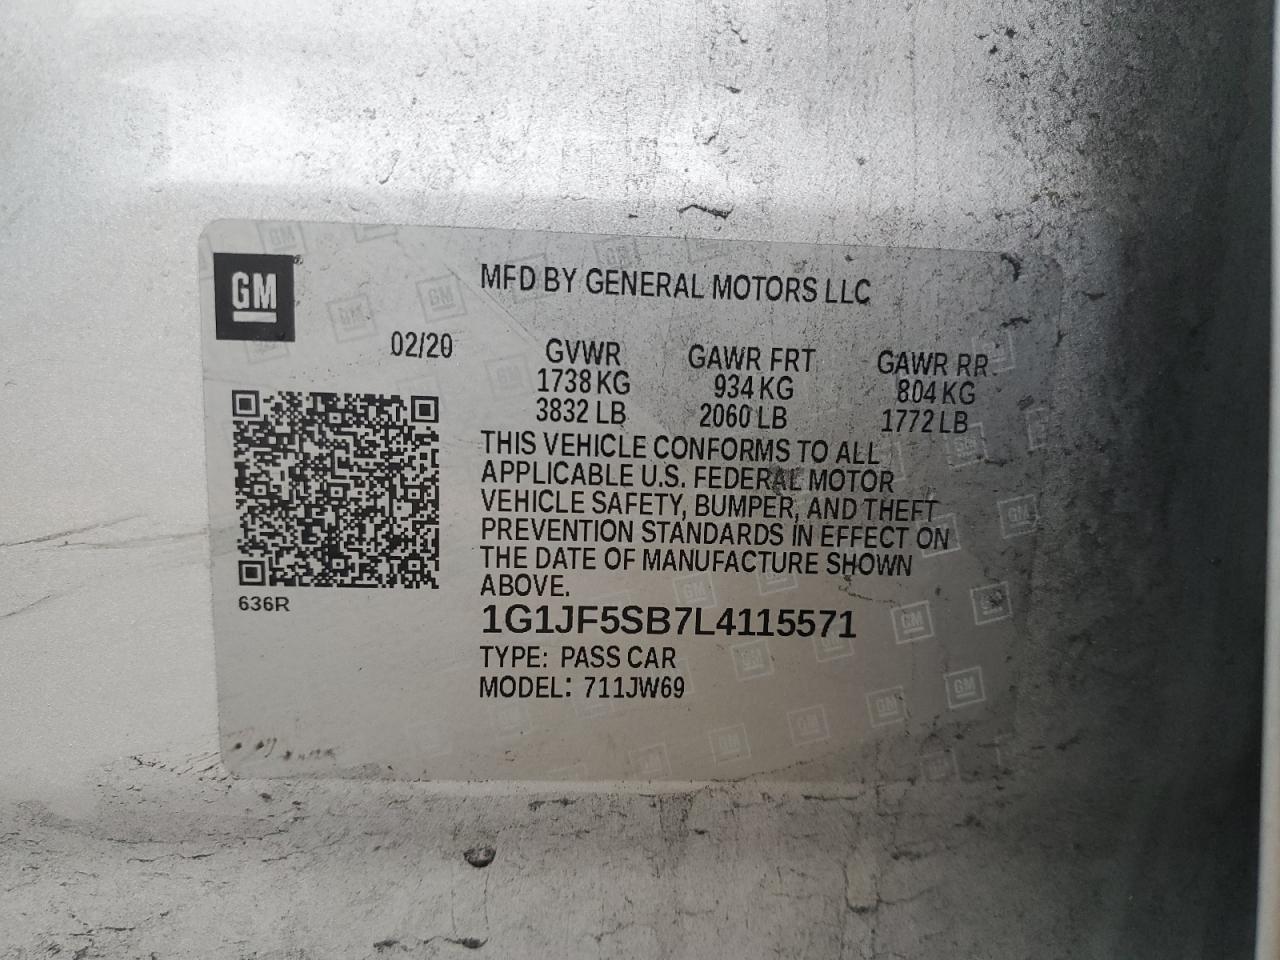 GM
MFD BY GENERAL MOTORS LLC
02/20
GVWR GAWR FRT GAWR RR
1738 KG 934 KG 804 KG
3832 LB 2060 LB 1772 LB
THIS VEHICLE CONFORMS TO ALL
APPLICABLE U.S. FEDERAL MOTOR
VEHICLE SAFETY, BUMPER, AND THEFT
PREVENTION STANDARDS IN EFFECT ON
THE DATE OF MANUFACTURE SHOWN
ABOVE.
636R
1G1JF5SB7L4115571
TYPE: PASS CAR
MODEL: 711JW69